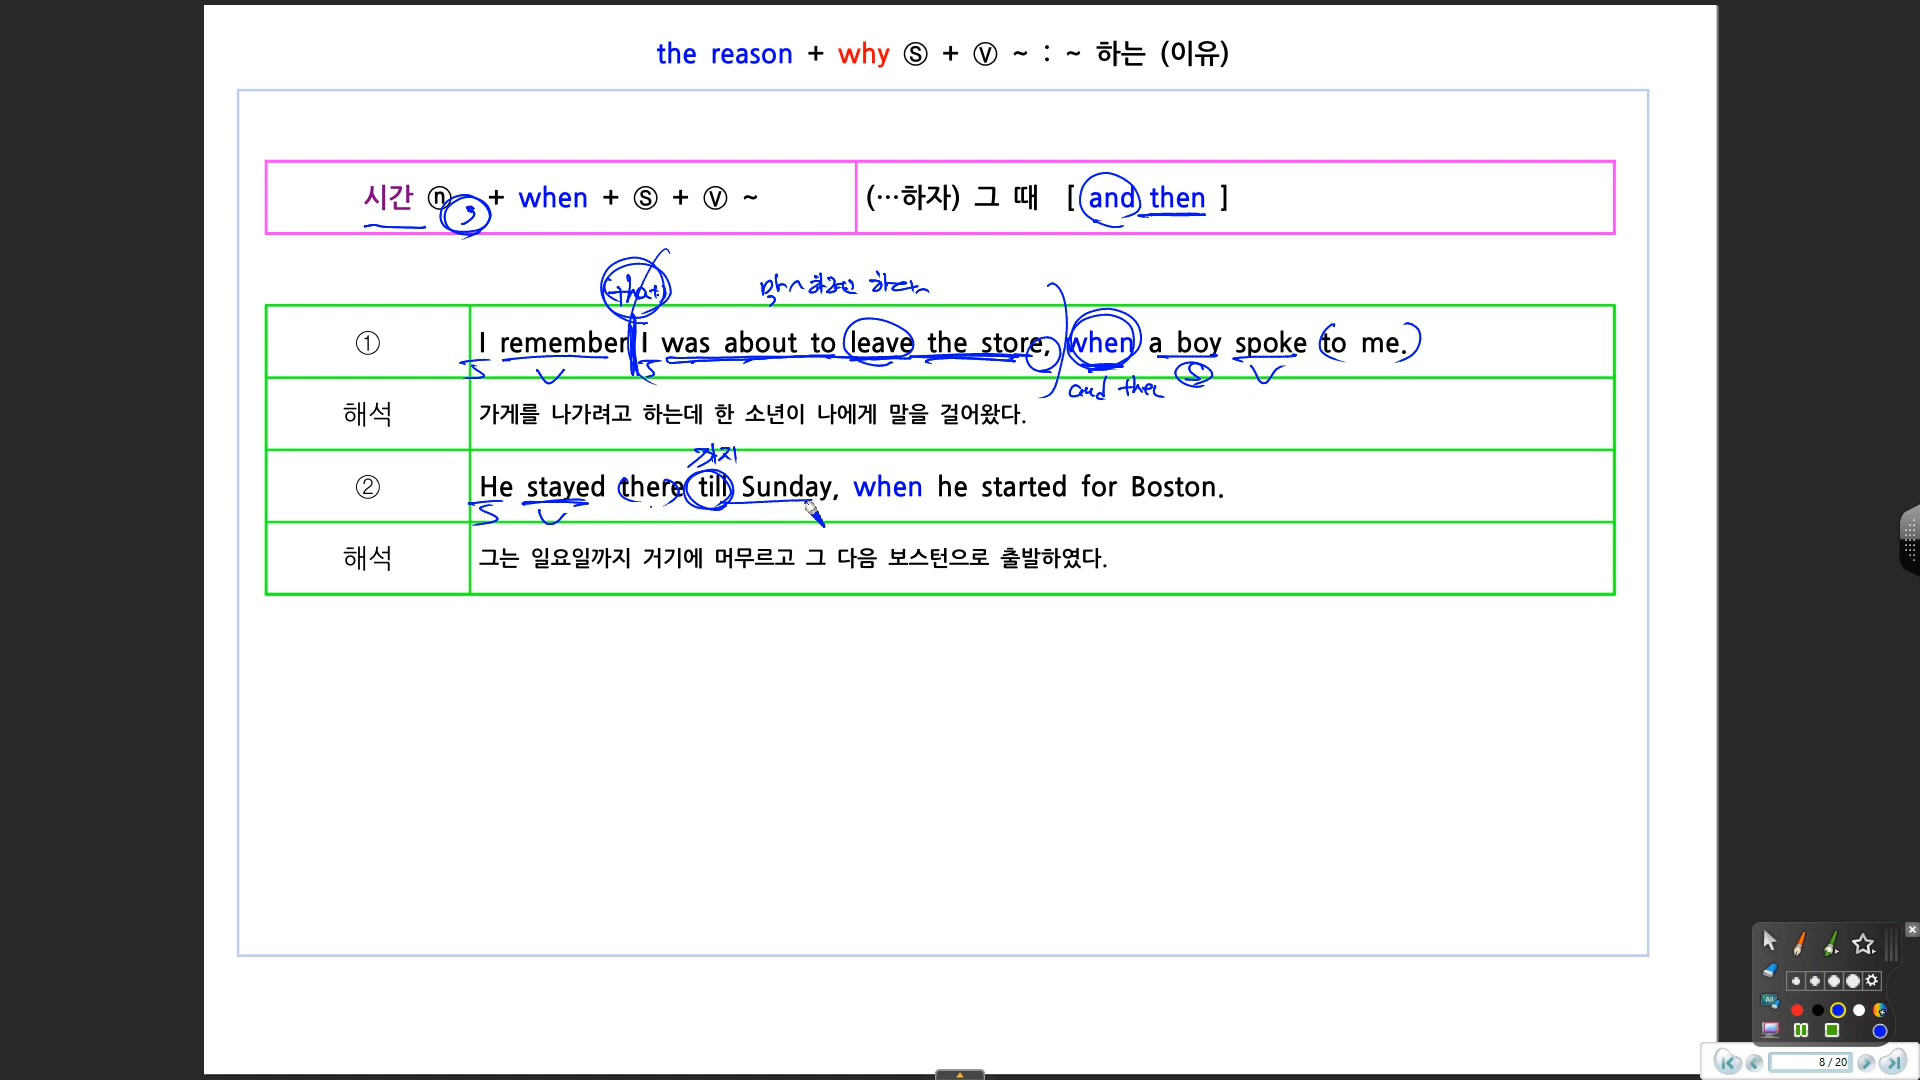 the reason + why ⓢ + ⓥ ~ : ~ 하는 (이유)
시간 ⓝ , + when + ⓢ + ⓥ ~ (…하자) 그 때 [ and then ]
that
① I remember I was about to leave the store, when a boy spoke to me.
S V S S V
and then
해석 가게를 나가려고 하는데 한 소년이 나에게 말을 걸어왔다.
까지
② He stayed there till Sunday, when he started for Boston.
S V
해석 그는 일요일까지 거기에 머무르고 그 다음 보스턴으로 출발하였다.
All
8 / 20